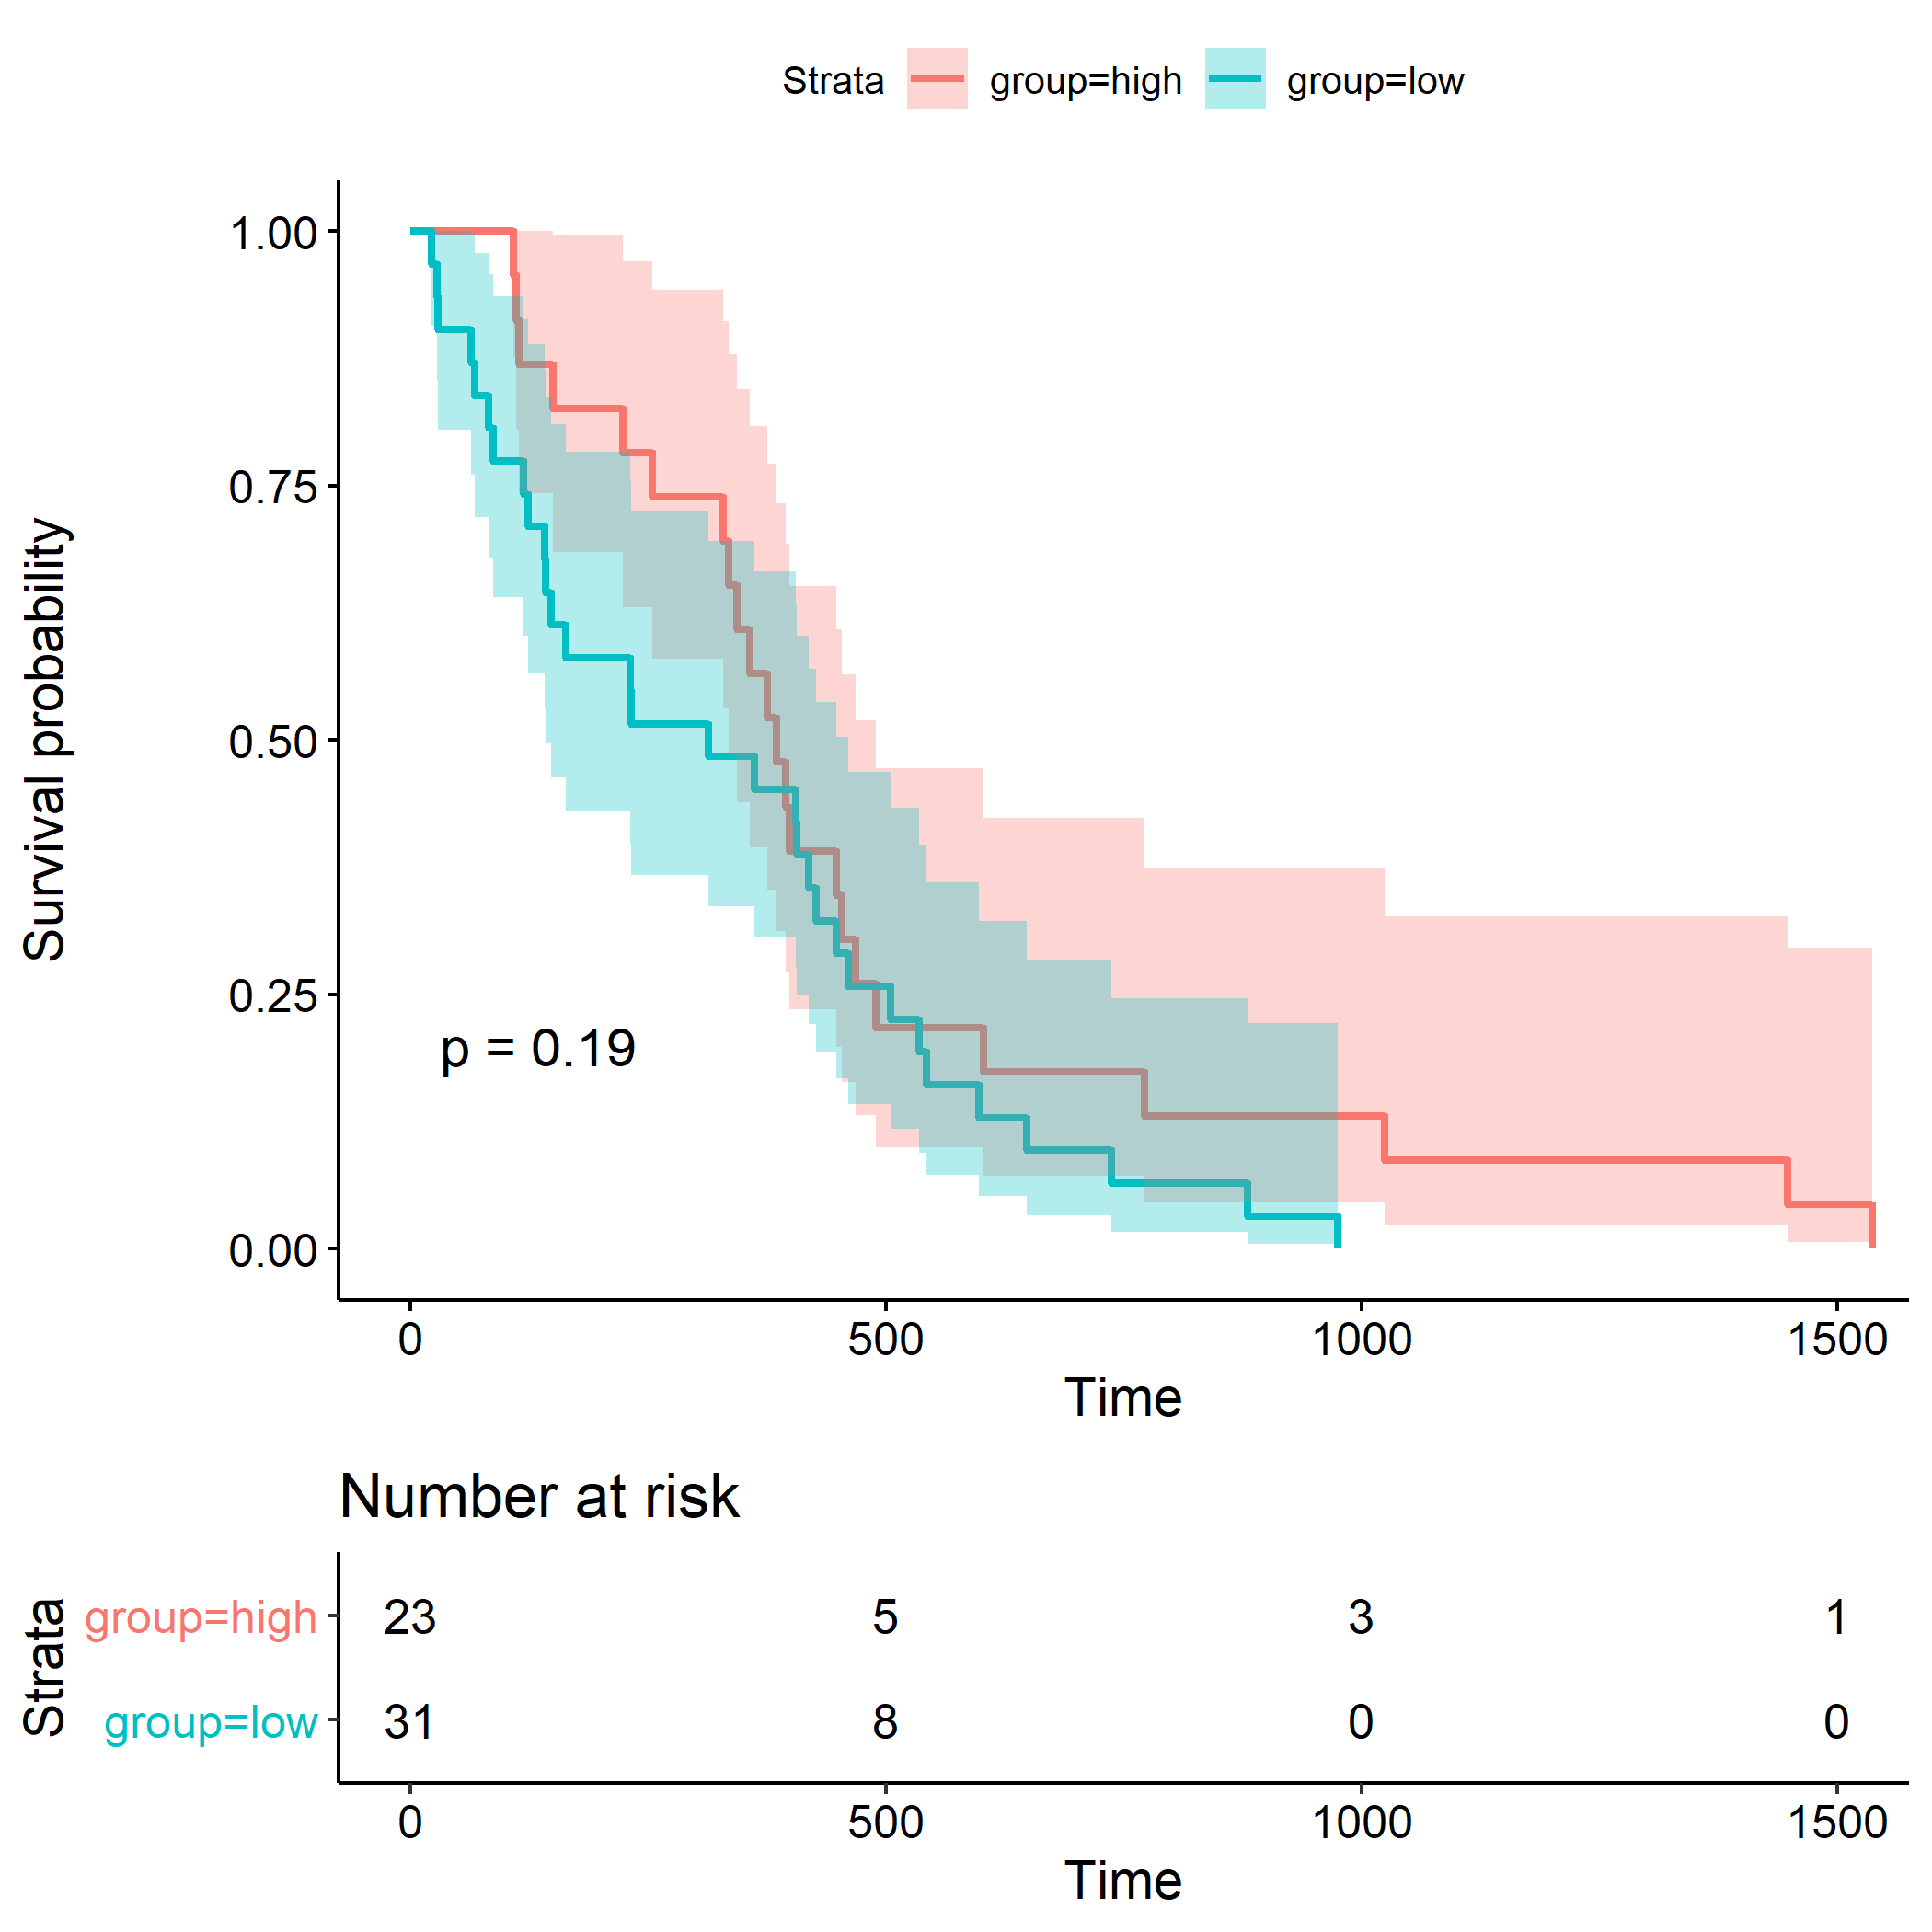 Strata group=high group=low
Survival probability
1.00
0.75
0.50
0.25
0.00
p = 0.19
0 500 1000 1500
Time
Number at risk
Strata
group=high 23 5 3 1
group=low 31 8 0 0
0 500 1000 1500
Time